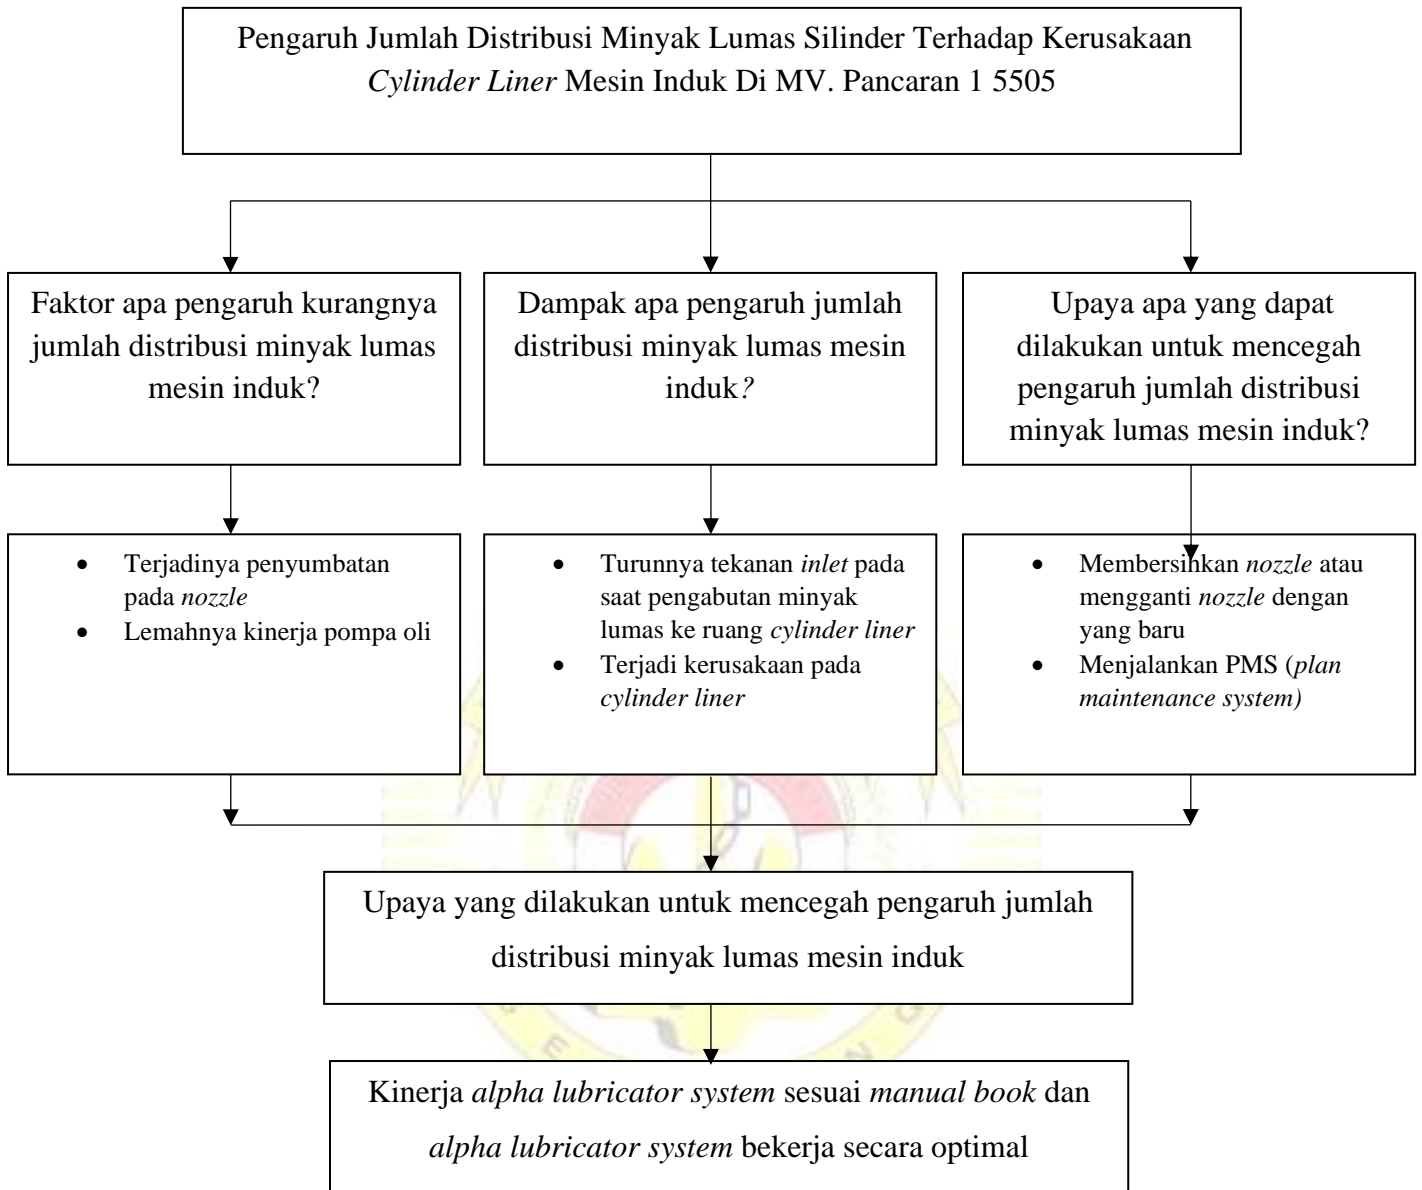 Pengaruh Jumlah Distribusi Minyak Lumas Silinder Terhadap Kerusakaan
Cylinder Liner Mesin Induk Di MV. Pancaran 1 5505
Faktor apa pengaruh kurangnya
jumlah distribusi minyak lumas
mesin induk?
Dampak apa pengaruh jumlah
distribusi minyak lumas mesin
induk?
Upaya apa yang dapat
dilakukan untuk mencegah
pengaruh jumlah distribusi
minyak lumas mesin induk?
• Terjadinya penyumbatan
pada nozzle
• Lemahnya kinerja pompa oli
• Turunnya tekanan inlet pada
saat pengabutan minyak
lumas ke ruang cylinder liner
• Terjadi kerusakaan pada
cylinder liner
• Membersihkan nozzle atau
mengganti nozzle dengan
yang baru
• Menjalankan PMS (plan
maintenance system)
Upaya yang dilakukan untuk mencegah pengaruh jumlah
distribusi minyak lumas mesin induk
Kinerja alpha lubricator system sesuai manual book dan
alpha lubricator system bekerja secara optimal